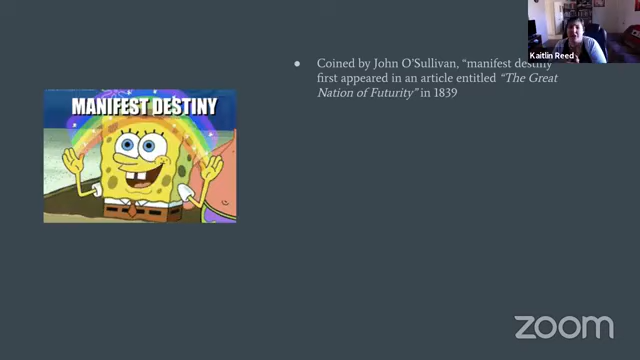 Kaitlin Reed
Coined by John O'Sullivan, "manifest destiny"
first appeared in an article entitled "The Great
Nation of Futurity" in 1839
MANIFEST DESTINY
zoom